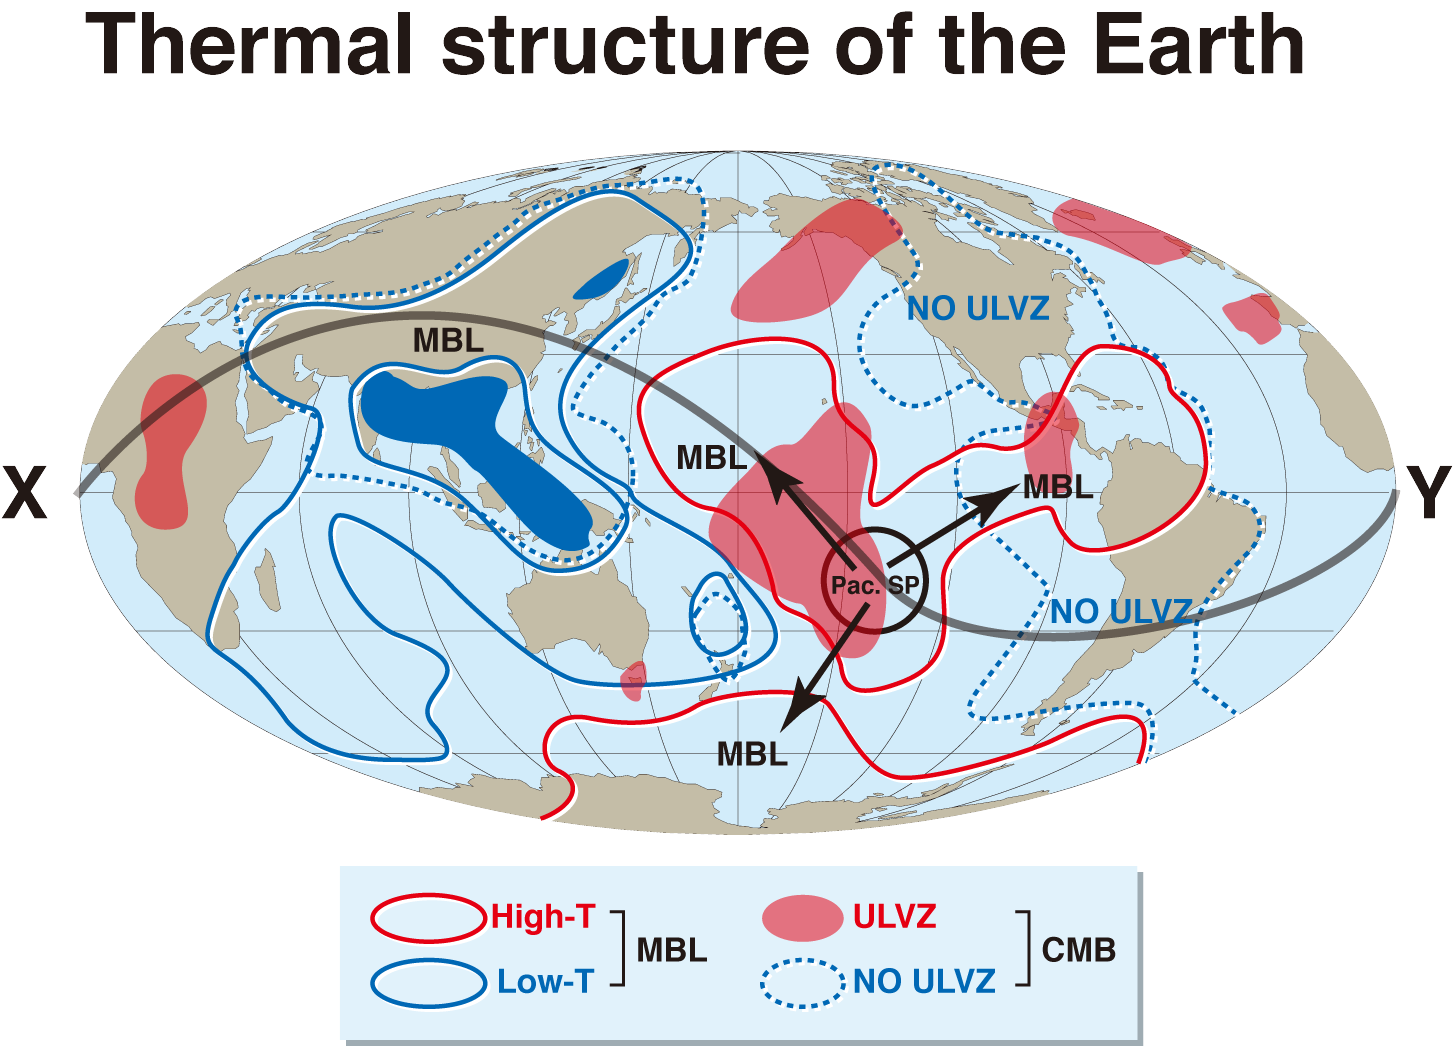 Thermal structure of the Earth
NO ULVZ
MBL
MBL
X
MBL
Y
Pac. SP
NO ULVZ
MBL
High-T
Low-T
MBL
ULVZ
NO ULVZ
CMB